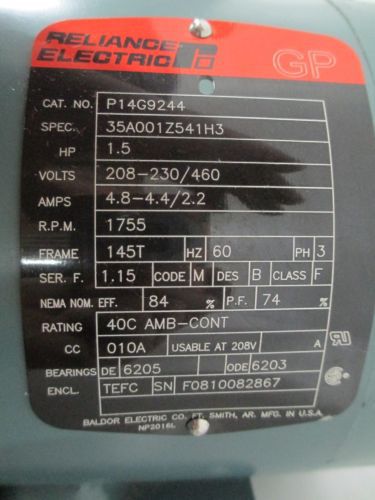 RELIANCE
ELECTRIC GP
CAT. NO. P14G9244
SPEC. 35A001Z541H3
HP 1.5
VOLTS 208-230/460
AMPS 4.8-4.4/2.2
R.P.M. 1755
FRAME 145T HZ 60 PH 3
SER. F. 1.15 CODE M DES B CLASS F
NEMA NOM. EFF. 84 % P.F. 74 %
RATING 40C AMB-CONT
CC 010A USABLE AT 208V A
BEARINGS DE 6205 ODE 6203
ENCL. TEFC SN F0810082867
BALDOR ELECTRIC CO. FT. SMITH, AR. MFG. IN U.S.A.
NP2016L